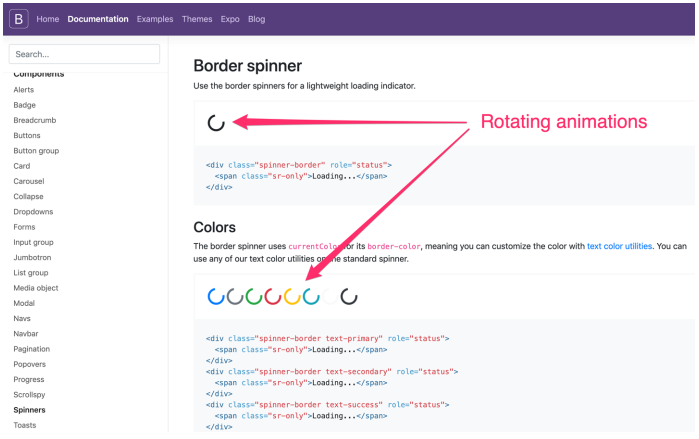 B Home Documentation Examples Themes Expo Blog
Search...
Components
Alerts
Badge
Breadcrumb
Buttons
Button group
Card
Carousel
Collapse
Dropdowns
Forms
Input group
Jumbotron
List group
Media object
Modal
Navs
Navbar
Pagination
Popovers
Progress
Scrollspy
Spinners
Toasts
Border spinner
Use the border spinners for a lightweight loading indicator.
Rotating animations
<div class="spinner-border" role="status">
  <span class="sr-only">Loading...</span>
</div>
Colors
The border spinner uses currentColor for its border-color, meaning you can customize the color with text color utilities. You can
use any of our text color utilities on the standard spinner.
<div class="spinner-border text-primary" role="status">
  <span class="sr-only">Loading...</span>
</div>
<div class="spinner-border text-secondary" role="status">
  <span class="sr-only">Loading...</span>
</div>
<div class="spinner-border text-success" role="status">
  <span class="sr-only">Loading...</span>
</div>